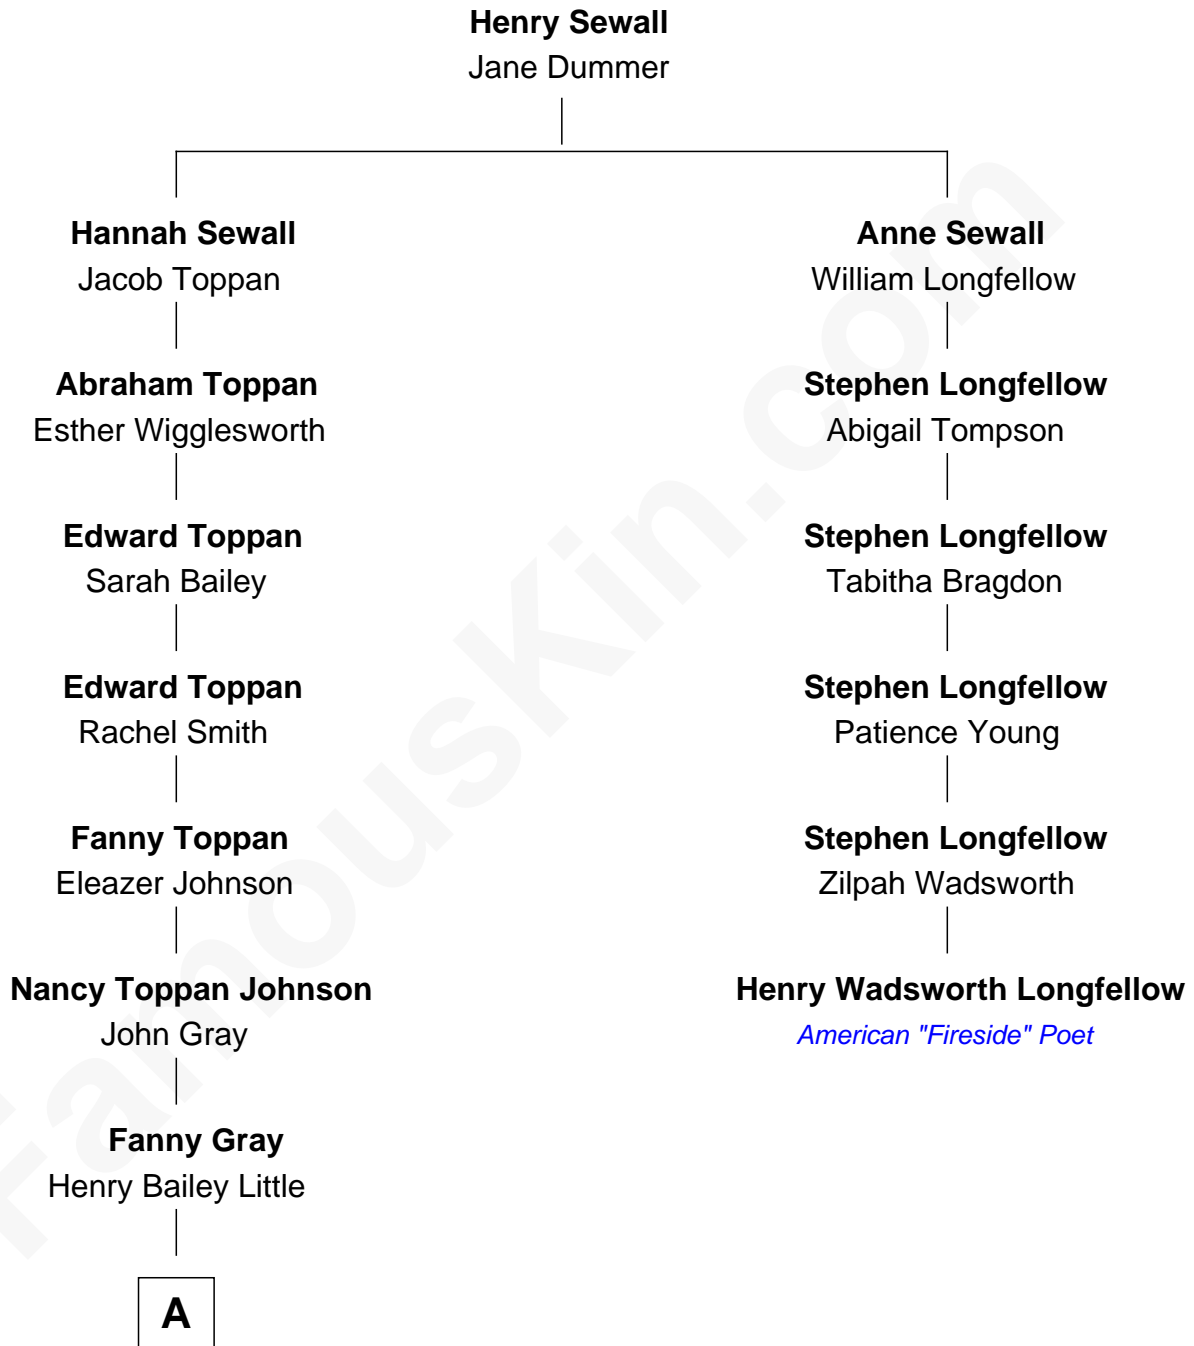 Henry Sewall
Jane Dummer
Hannah Sewall
Jacob Toppan
Anne Sewall
William Longfellow
Abraham Toppan
Esther Wigglesworth
Stephen Longfellow
Abigail Tompson
Edward Toppan
Sarah Bailey
Stephen Longfellow
Tabitha Bragdon
Edward Toppan
Rachel Smith
Stephen Longfellow
Patience Young
Fanny Toppan
Eleazer Johnson
Stephen Longfellow
Zilpah Wadsworth
Nancy Toppan Johnson
John Gray
Henry Wadsworth Longfellow
American "Fireside" Poet
Fanny Gray
Henry Bailey Little
A
FamousKin.com